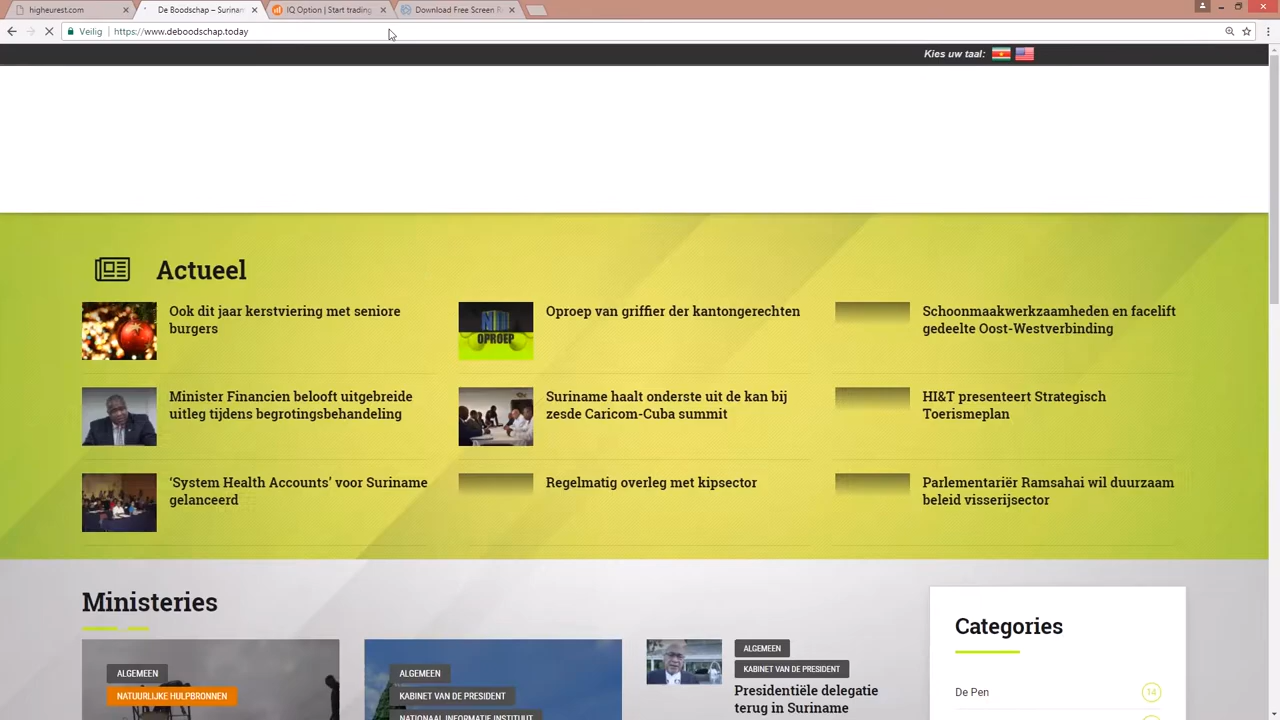 higheurest.com
De Boodschap – Surinam
IQ Option | Start trading
Download Free Screen R
Veilig
https://www.deboodschap.today
Kies uw taal:
Actueel
Ook dit jaar kerstviering met seniore
burgers
OPROEP
Oproep van griffier der kantongerechten
Schoonmaakwerkzaamheden en facelift
gedeelte Oost-Westverbinding
Minister Financien belooft uitgebreide
uitleg tijdens begrotingsbehandeling
Suriname haalt onderste uit de kan bij
zesde Caricom-Cuba summit
HI&T presenteert Strategisch
Toerismeplan
‘System Health Accounts’ voor Suriname
gelanceerd
Regelmatig overleg met kipsector
Parlementariër Ramsahai wil duurzaam
beleid visserijsector
Ministeries
ALGEMEEN
NATUURLIJKE HULPBRONNEN
ALGEMEEN
KABINET VAN DE PRESIDENT
NATIONAAL INFORMATIE INSTITUUT
ALGEMEEN
KABINET VAN DE PRESIDENT
Presidentiële delegatie
terug in Suriname
Categories
De Pen
14